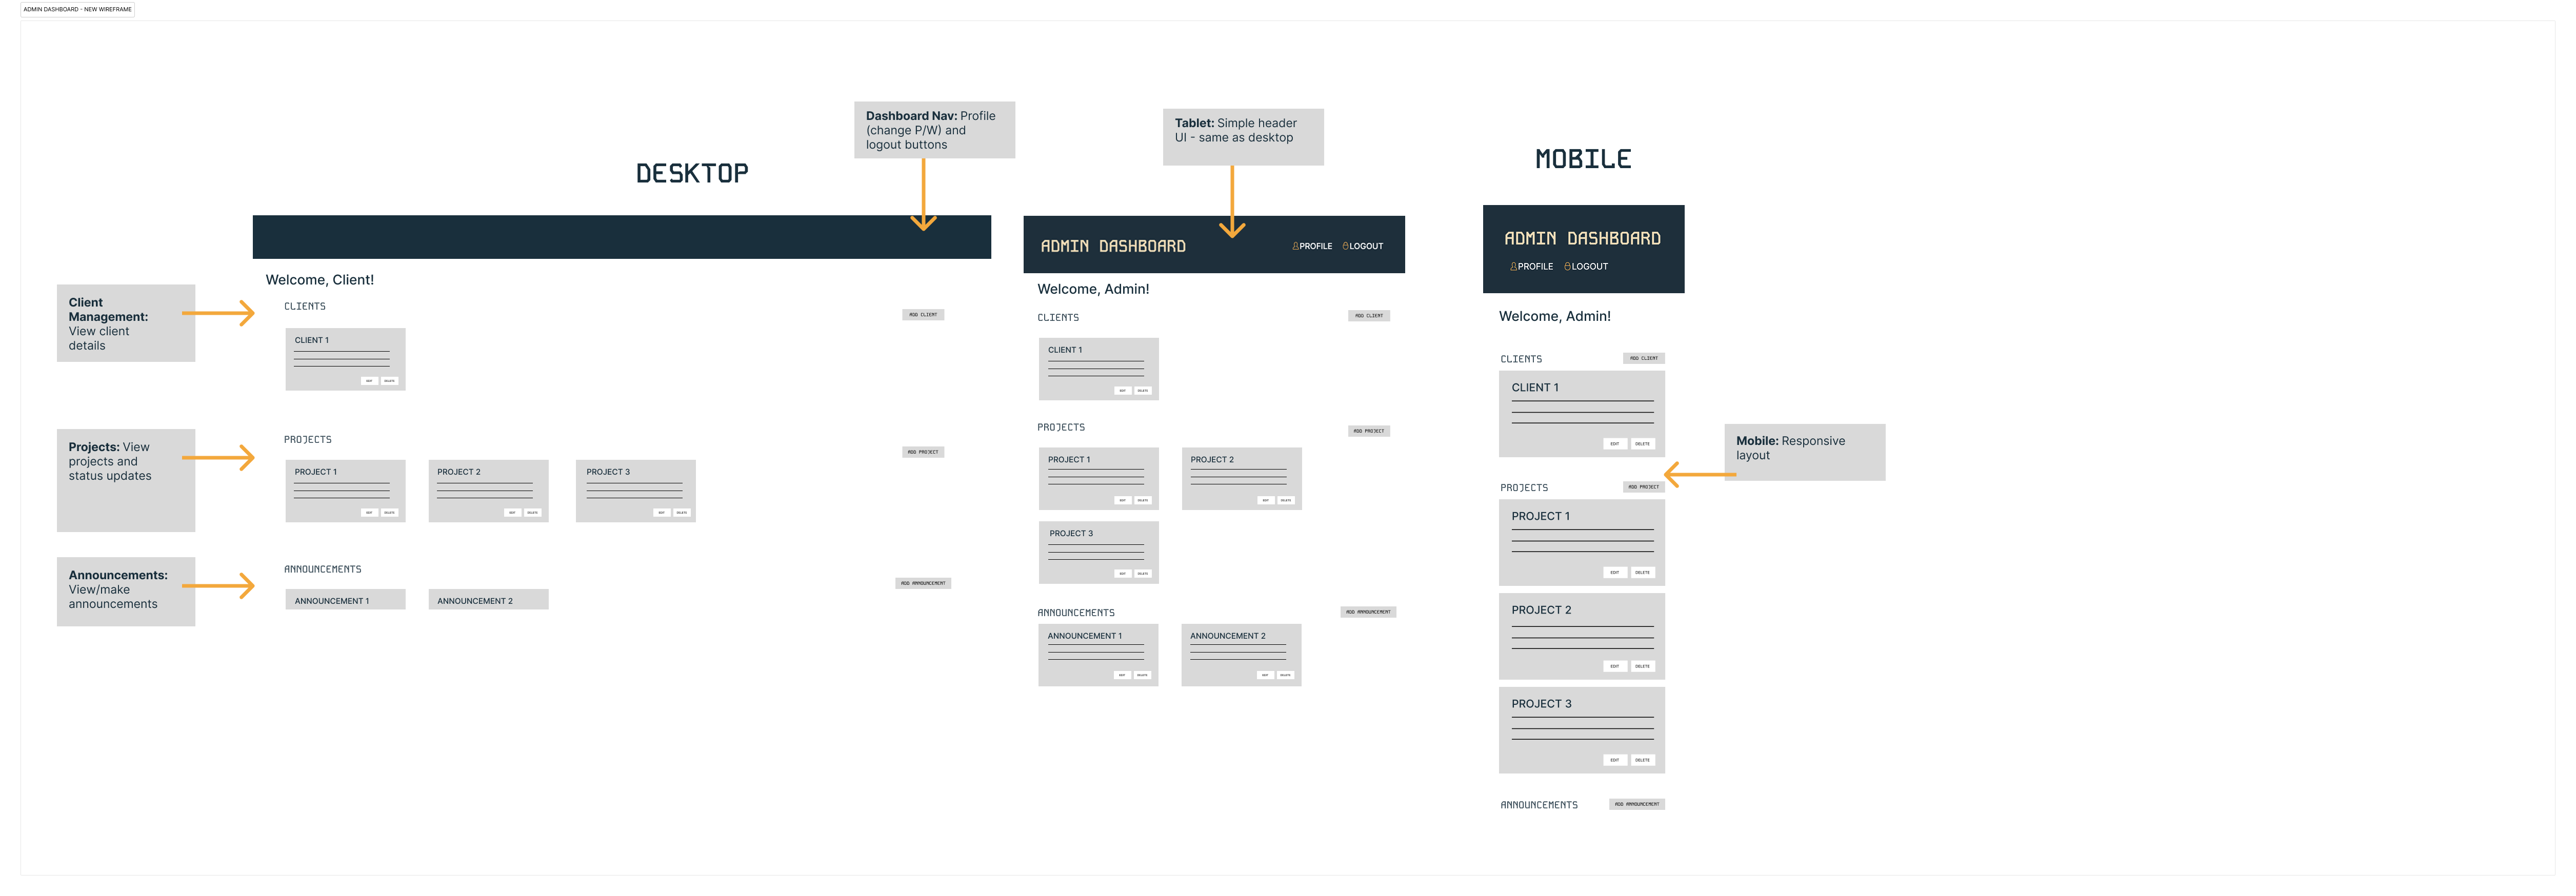 ADMIN DASHBOARD - NEW WIREFRAME
DESKTOP
Dashboard Nav: Profile
(change P/W) and
logout buttons
Welcome, Client!
Client
Management:
View client
details
CLIENTS
ADD CLIENT
CLIENT 1
EDIT DELETE
Projects: View
projects and
status updates
PROJECTS
ADD PROJECT
PROJECT 1
EDIT DELETE
PROJECT 2
EDIT DELETE
PROJECT 3
EDIT DELETE
Announcements:
View/make
announcements
ANNOUNCEMENTS
ADD ANNOUNCEMENT
ANNOUNCEMENT 1
ANNOUNCEMENT 2
Tablet: Simple header
UI - same as desktop
ADMIN DASHBOARD
PROFILE LOGOUT
Welcome, Admin!
CLIENTS
ADD CLIENT
CLIENT 1
EDIT DELETE
PROJECTS
ADD PROJECT
PROJECT 1
EDIT DELETE
PROJECT 2
EDIT DELETE
PROJECT 3
EDIT DELETE
ANNOUNCEMENTS
ADD ANNOUNCEMENT
ANNOUNCEMENT 1
EDIT DELETE
ANNOUNCEMENT 2
EDIT DELETE
MOBILE
ADMIN DASHBOARD
PROFILE LOGOUT
Welcome, Admin!
CLIENTS
ADD CLIENT
CLIENT 1
EDIT DELETE
Mobile: Responsive
layout
PROJECTS
ADD PROJECT
PROJECT 1
EDIT DELETE
PROJECT 2
EDIT DELETE
PROJECT 3
EDIT DELETE
ANNOUNCEMENTS
ADD ANNOUNCEMENT